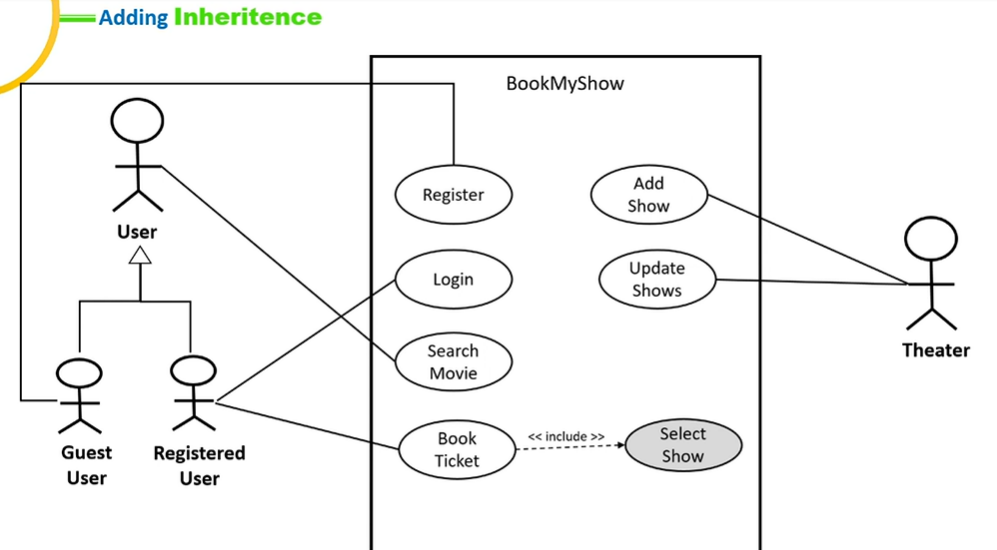 Adding Inheritence
BookMyShow
Register
Add
Show
User
Login
Update
Shows
Search
Movie
Theater
Guest
User
Registered
User
Book
Ticket
<< include >>
Select
Show